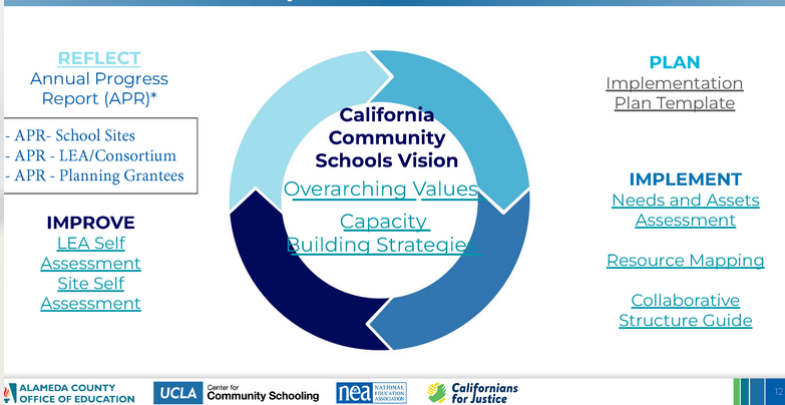 REFLECT
Annual Progress
Report (APR)*
- APR- School Sites
- APR - LEA/Consortium
- APR - Planning Grantees
IMPROVE
LEA Self
Assessment
Site Self
Assessment
California
Community
Schools Vision
Overarching Values
Capacity
Building Strategies
PLAN
Implementation
Plan Template
IMPLEMENT
Needs and Assets
Assessment
Resource Mapping
Collaborative
Structure Guide
ALAMEDA COUNTY
OFFICE OF EDUCATION
UCLA
Center for
Community Schooling
nea
NATIONAL
EDUCATION
ASSOCIATION
Californians
for Justice
12